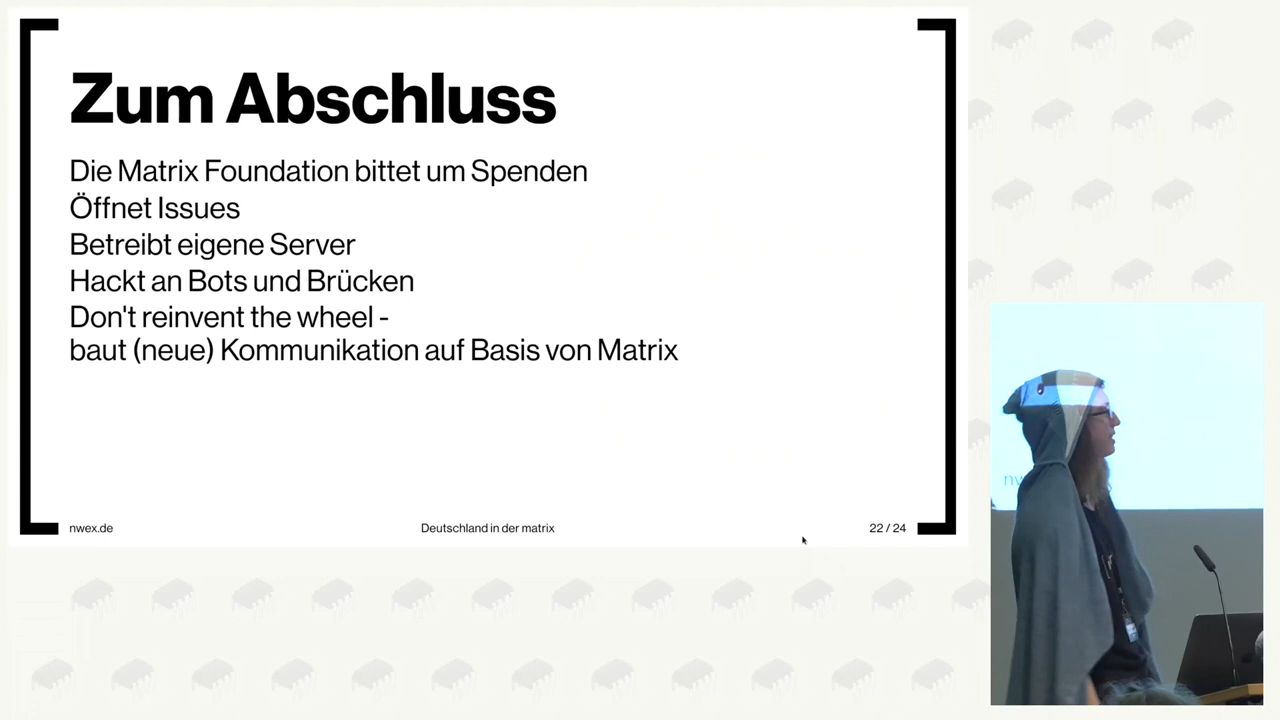 Zum Abschluss
Die Matrix Foundation bittet um Spenden
Öffnet Issues
Betreibt eigene Server
Hackt an Bots und Brücken
Don't reinvent the wheel -
baut (neue) Kommunikation auf Basis von Matrix
nwex.de
Deutschland in der matrix
22 / 24